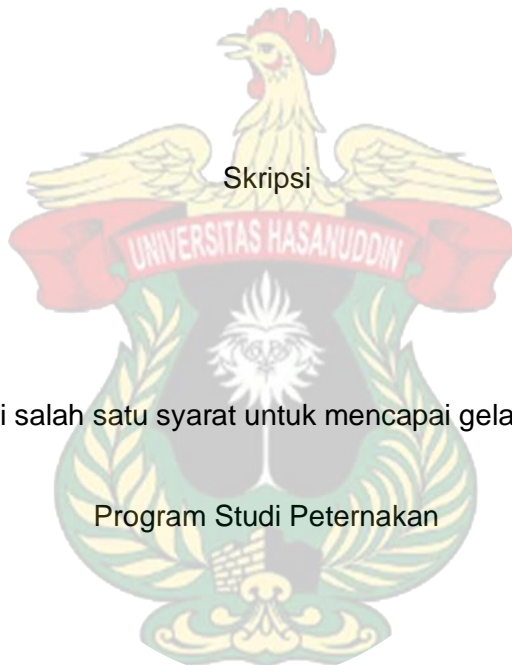 Skripsi
UNIVERSITAS HASANUDDIN
i salah satu syarat untuk mencapai gela
Program Studi Peternakan